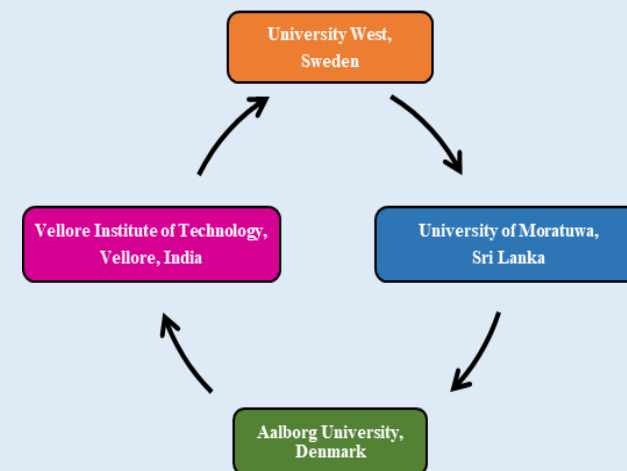 University West,
Sweden
Vellore Institute of Technology,
Vellore, India
University of Moratuwa,
Sri Lanka
Aalborg University,
Denmark